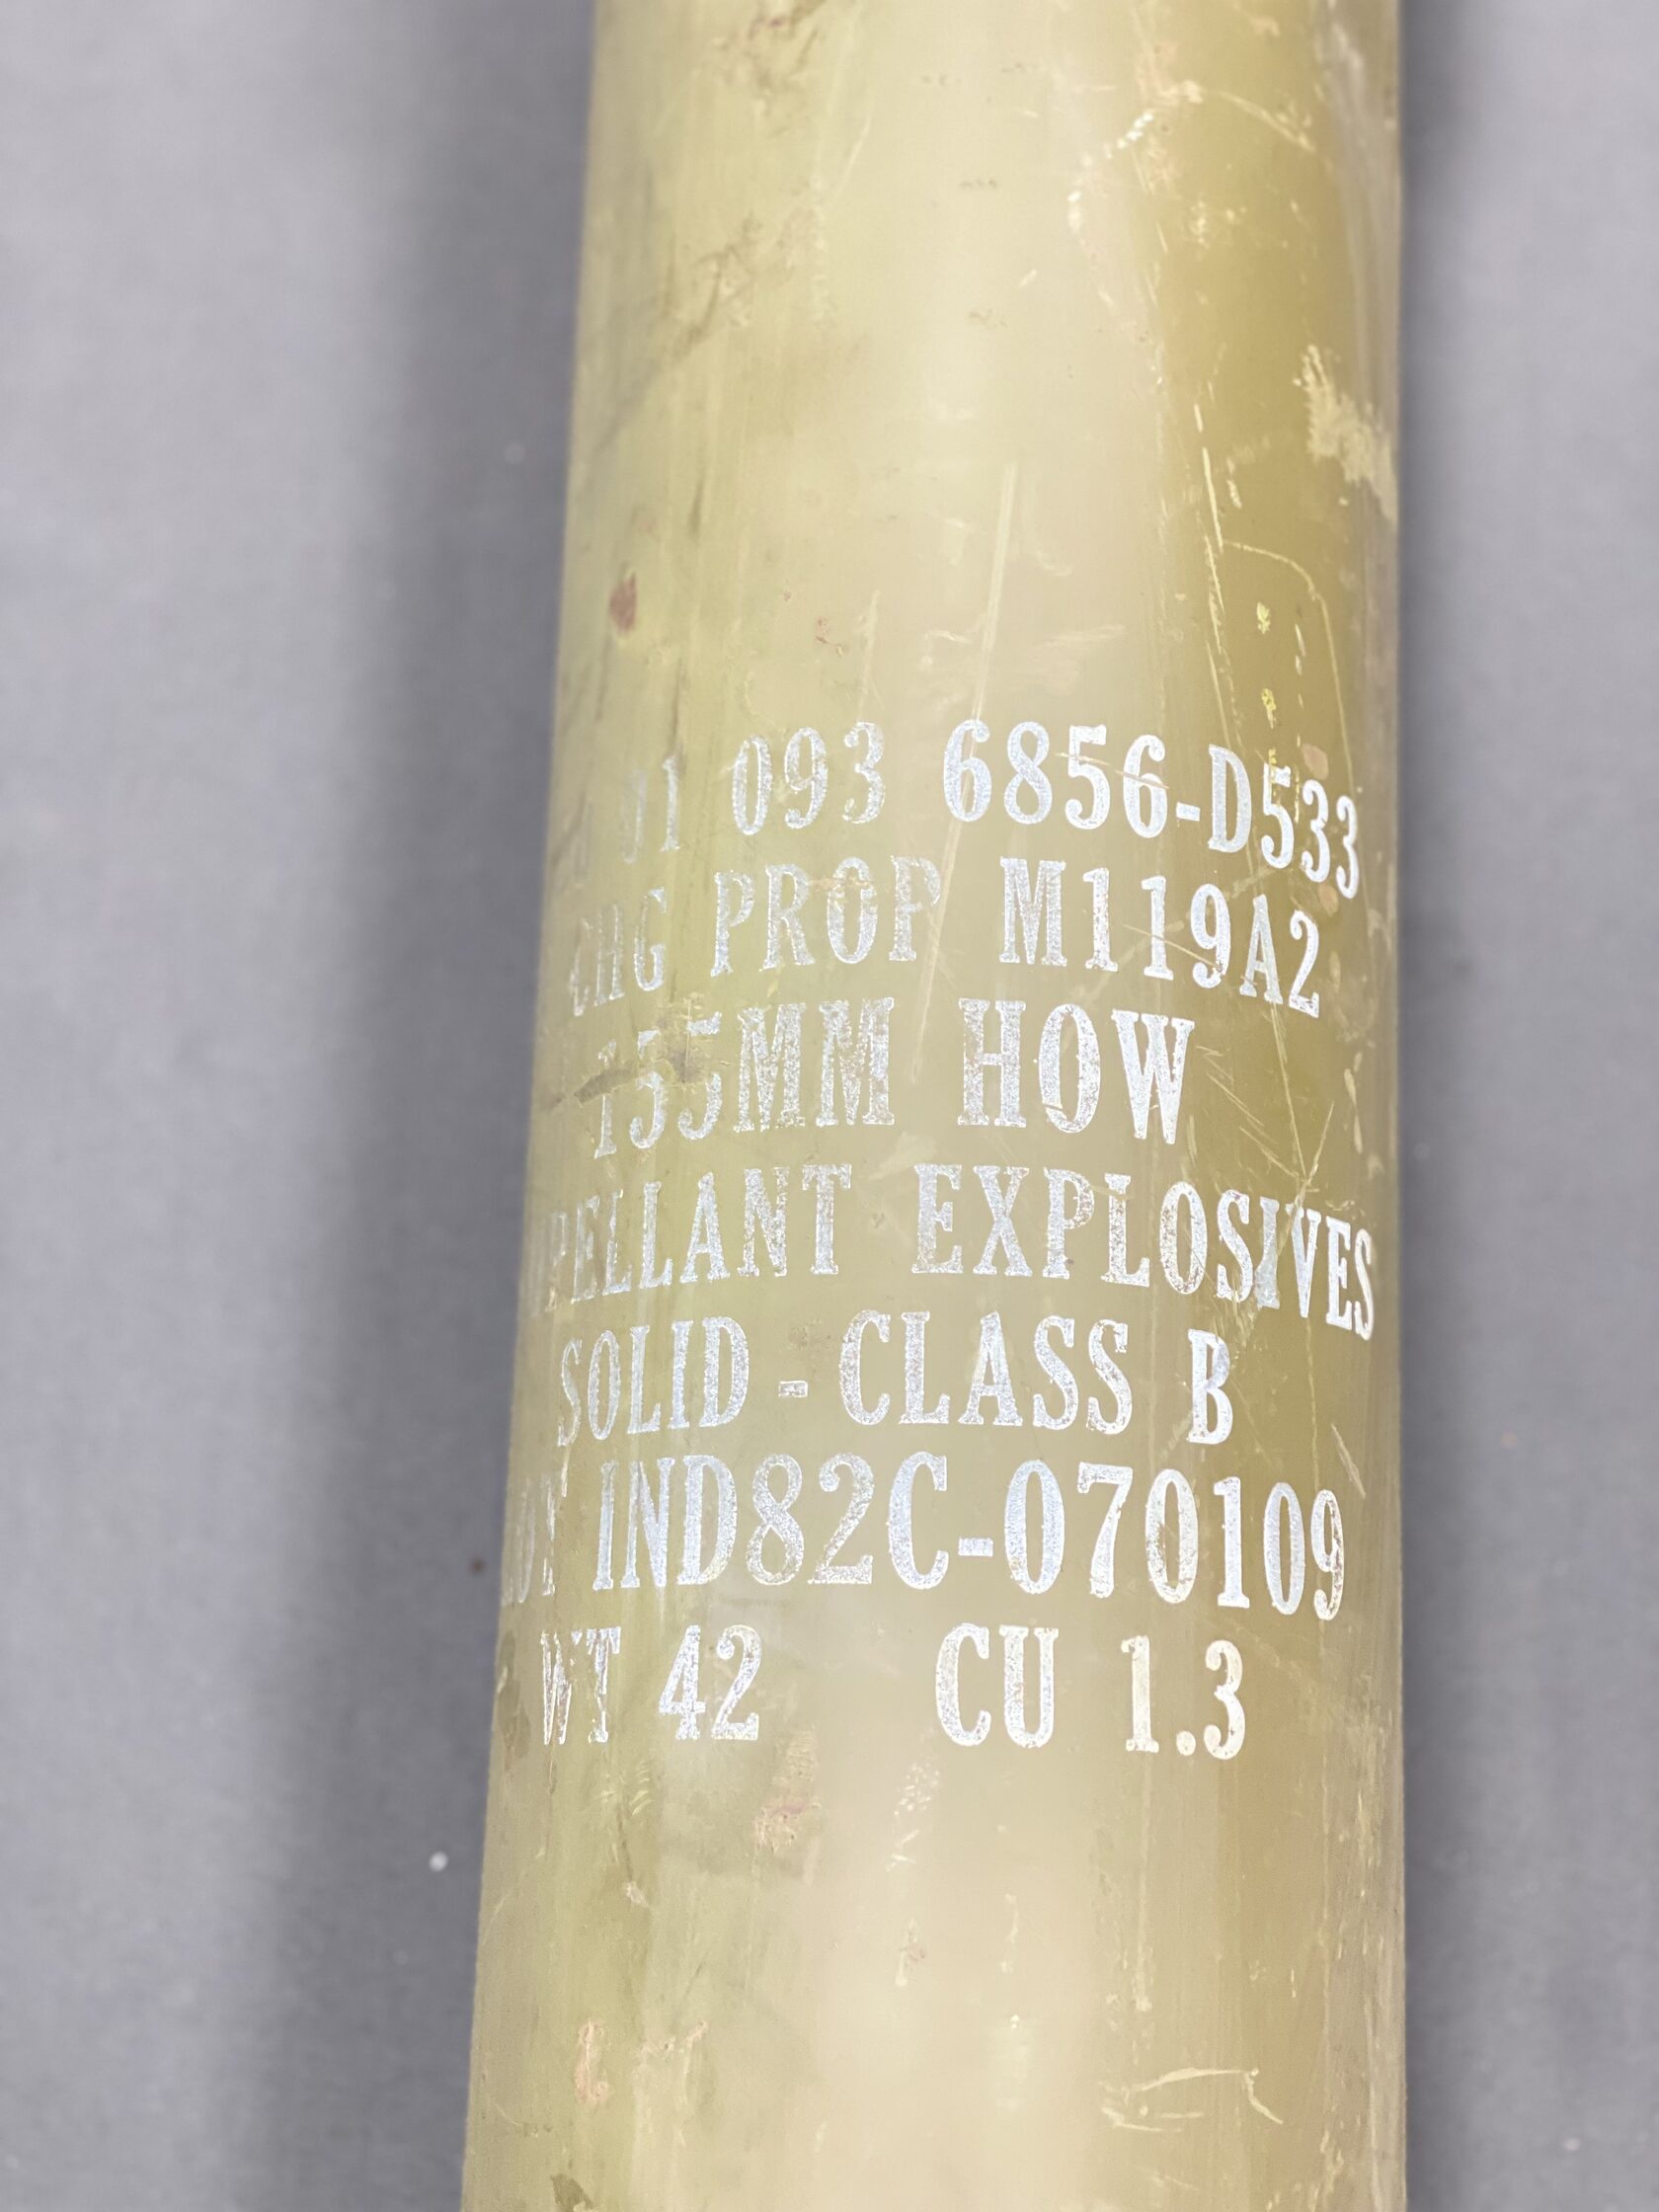 01 093 6856-D533
CHG PROP M119A2
155MM HOW
PELLANT EXPLOSIVES
SOLID - CLASS B
LOT IND82C-070109
WT 42 CU 1.3